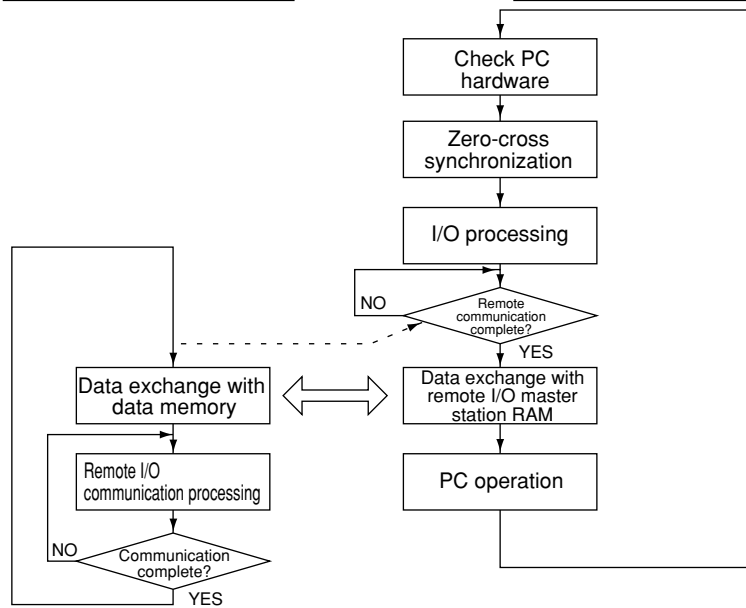 Check PC
hardware
Zero-cross
synchronization
I/O processing
NO
Remote
communication
complete?
YES
Data exchange with
data memory
Data exchange with
remote I/O master
station RAM
Remote I/O
communication processing
PC operation
NO
Communication
complete?
YES